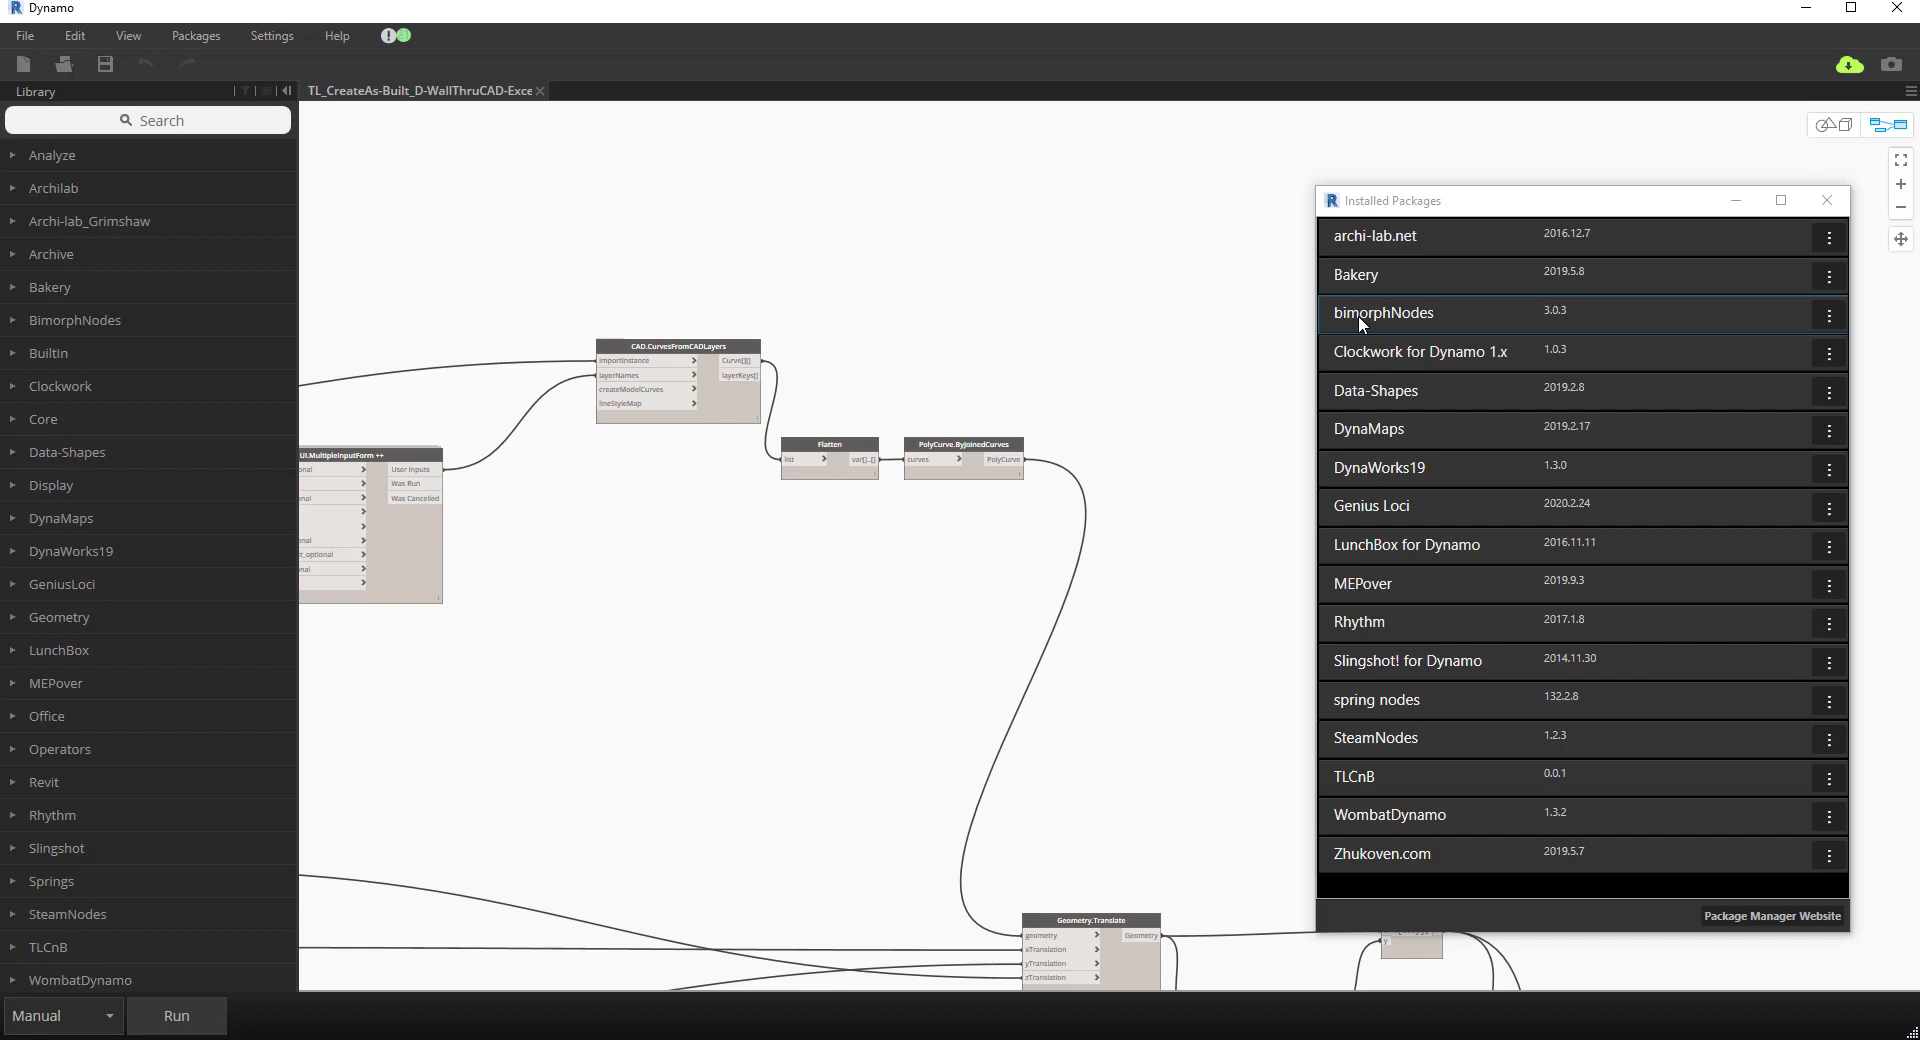 Dynamo
File Edit View Packages Settings Help
Library
TL_CreateAs-Built_D-WallThruCAD-Exce
Search
Analyze
Archilab
Archi-lab_Grimshaw
Archive
Bakery
BimorphNodes
BuiltIn
Clockwork
Core
Data-Shapes
Display
DynaMaps
DynaWorks19
GeniusLoci
Geometry
LunchBox
MEPover
Office
Operators
Revit
Rhythm
Slingshot
Springs
SteamNodes
TLCnB
WombatDynamo
Manual
Run
CAD.CurvesFromCADLayers
importInstance > Curve[][]
layerNames > layerKeys[]
createModelCurves >
lineStyleMap >
UI.MultipleInputForm ++
onal > User Inputs
> Was Run
nal > Was Cancelled
>
>
onal >
t_optional >
nal >
>
Flatten
list > var[]..[]
PolyCurve.ByJoinedCurves
curves > PolyCurve
Geometry.Translate
geometry > Geometry
xTranslation >
yTranslation >
zTranslation >
y
Installed Packages
archi-lab.net 2016.12.7
Bakery 2019.5.8
bimorphNodes 3.0.3
Clockwork for Dynamo 1.x 1.0.3
Data-Shapes 2019.2.8
DynaMaps 2019.2.17
DynaWorks19 1.3.0
Genius Loci 2020.2.24
LunchBox for Dynamo 2016.11.11
MEPover 2019.9.3
Rhythm 2017.1.8
Slingshot! for Dynamo 2014.11.30
spring nodes 132.2.8
SteamNodes 1.2.3
TLCnB 0.0.1
WombatDynamo 1.3.2
Zhukoven.com 2019.5.7
Package Manager Website